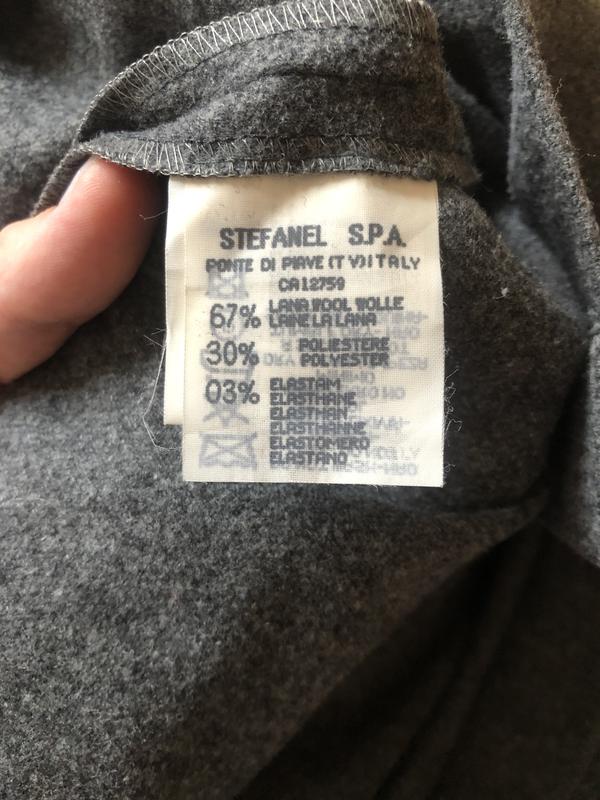 STEFANEL S.P.A.
PONTE DI PIAVE (TV) ITALY
CA12759
67% LANA WOOL WOLLE
LAINE LA LANA
30% POLIESTERE
POLYESTER
03% ELASTAM
ELASTHANE
ELASTHAN
ELASTHANNE
ELASTOMERO
ELASTANO